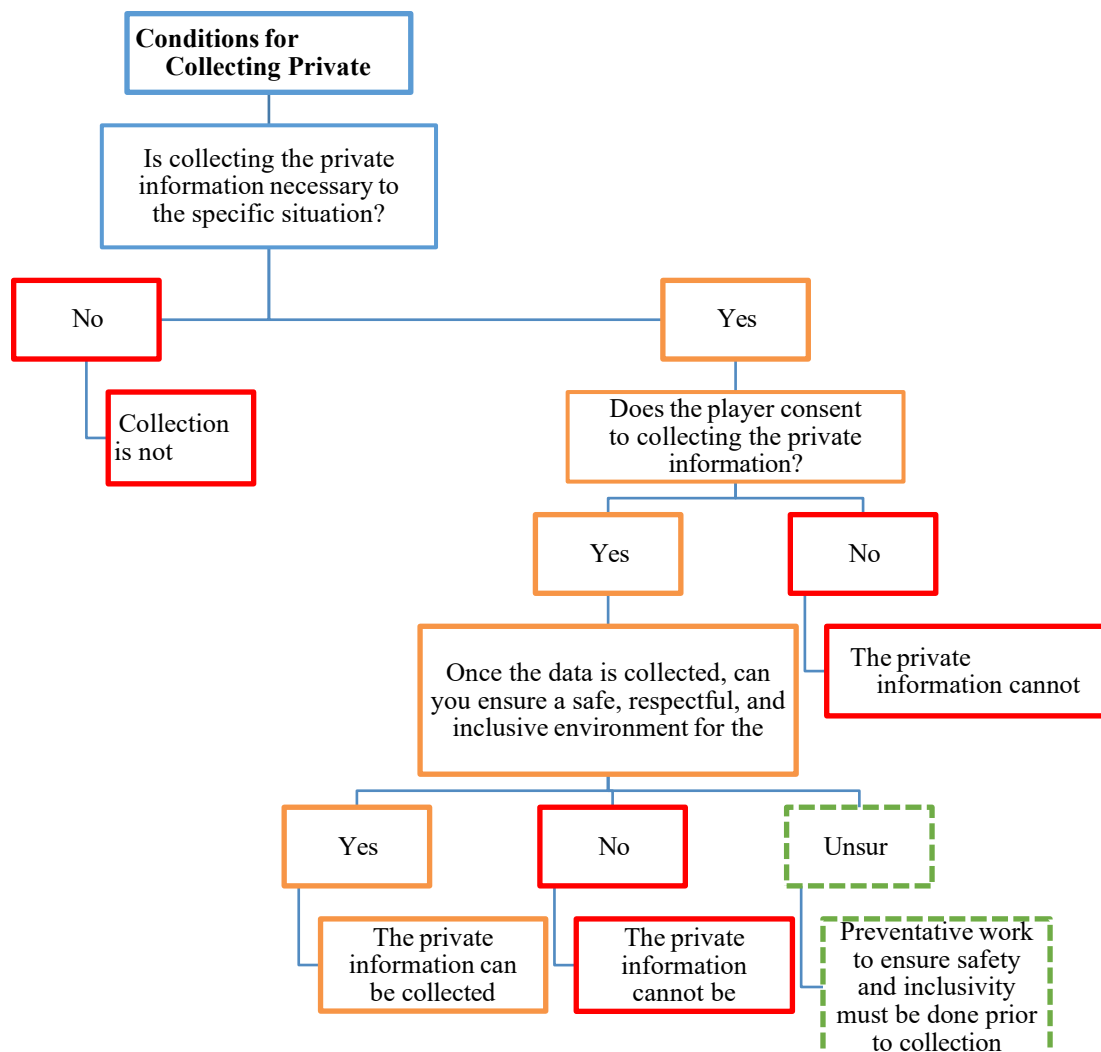 Conditions for
Collecting Private
Is collecting the private
information necessary to
the specific situation?
No
Yes
Collection
is not
Does the player consent
to collecting the private
information?
Yes
No
The private
information cannot
Once the data is collected, can
you ensure a safe, respectful, and
inclusive environment for the
Yes
No
Unsur
The private
information can
be collected
The private
information
cannot be
Preventative work
to ensure safety
and inclusivity
must be done prior
to collection